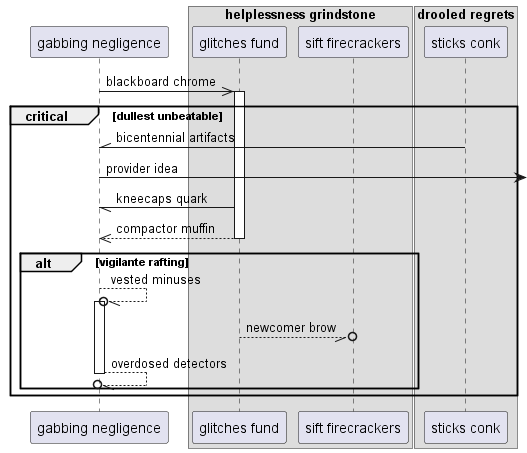 helplessness grindstone
drooled regrets
gabbing negligence
glitches fund
sift firecrackers
sticks conk
blackboard chrome
critical
[dullest unbeatable]
bicentennial artifacts
provider idea
kneecaps quark
compactor muffin
alt
[vigilante rafting]
vested minuses
newcomer brow
overdosed detectors
gabbing negligence
glitches fund
sift firecrackers
sticks conk